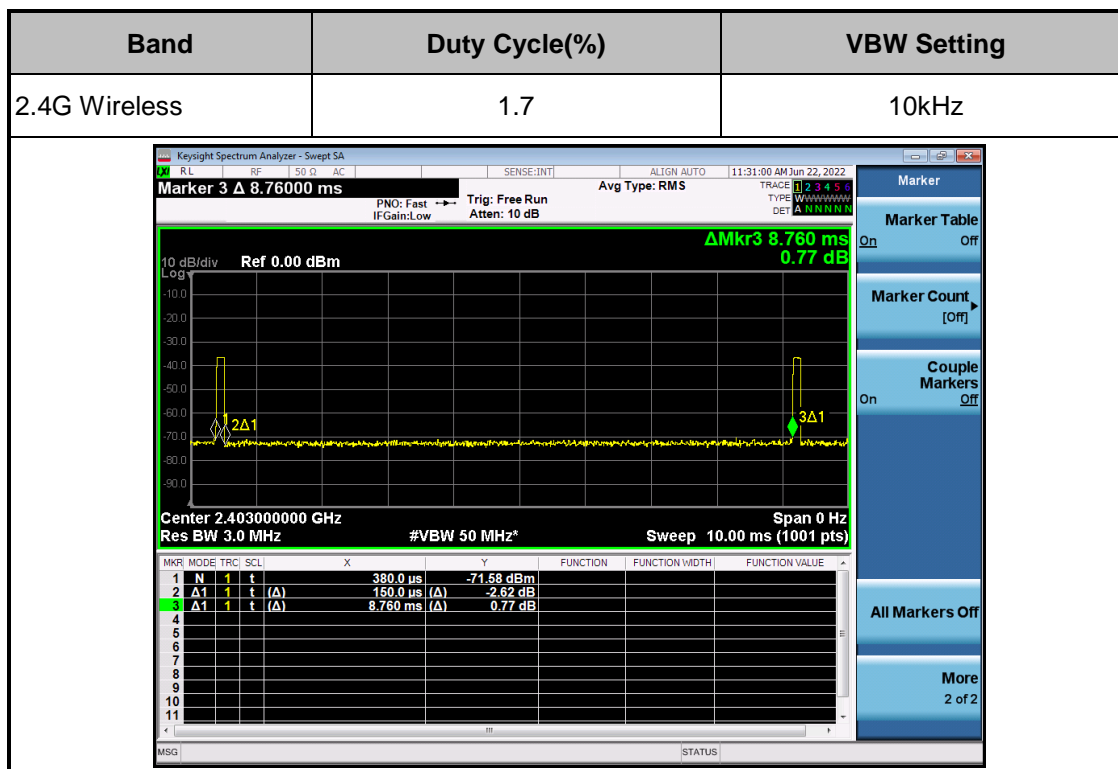 Band Duty Cycle(%) VBW Setting
2.4G Wireless 1.7 10kHz
Keysight Spectrum Analyzer - Swept SA
LXI RL RF 50 Ω AC SENSE:INT ALIGN AUTO 11:31:00 AM Jun 22, 2022
Marker 3 Δ 8.76000 ms
PNO: Fast Trig: Free Run Avg Type: RMS TRACE 1 2 3 4 5 6
IFGain:Low Atten: 10 dB TYPE WWWWWW
DET A N N N N N
ΔMkr3 8.760 ms
0.77 dB
10 dB/div Ref 0.00 dBm
Log
-10.0
-20.0
-30.0
-40.0
-50.0
-60.0
1 2Δ1 3Δ1
-70.0
-80.0
-90.0
Center 2.403000000 GHz Span 0 Hz
Res BW 3.0 MHz #VBW 50 MHz* Sweep 10.00 ms (1001 pts)
MKR MODE TRC SCL X Y FUNCTION FUNCTION WIDTH FUNCTION VALUE
1 N 1 t 380.0 µs -71.58 dBm
2 Δ1 1 t (Δ) 150.0 µs (Δ) -2.62 dB
3 Δ1 1 t (Δ) 8.760 ms (Δ) 0.77 dB
4
5
6
7
8
9
10
11
MSG STATUS
Marker
Marker Table
On Off
Marker Count
[Off]
Couple
Markers
On Off
All Markers Off
More
2 of 2